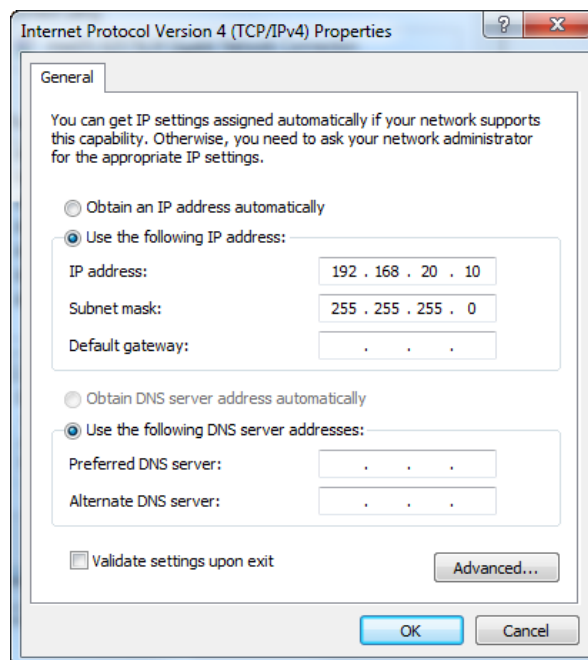 Internet Protocol Version 4 (TCP/IPv4) Properties
General
You can get IP settings assigned automatically if your network supports
this capability. Otherwise, you need to ask your network administrator
for the appropriate IP settings.
Obtain an IP address automatically
Use the following IP address:
IP address: 192 . 168 . 20 . 10
Subnet mask: 255 . 255 . 255 . 0
Default gateway: . . .
Obtain DNS server address automatically
Use the following DNS server addresses:
Preferred DNS server: . . .
Alternate DNS server: . . .
Validate settings upon exit
Advanced...
OK Cancel